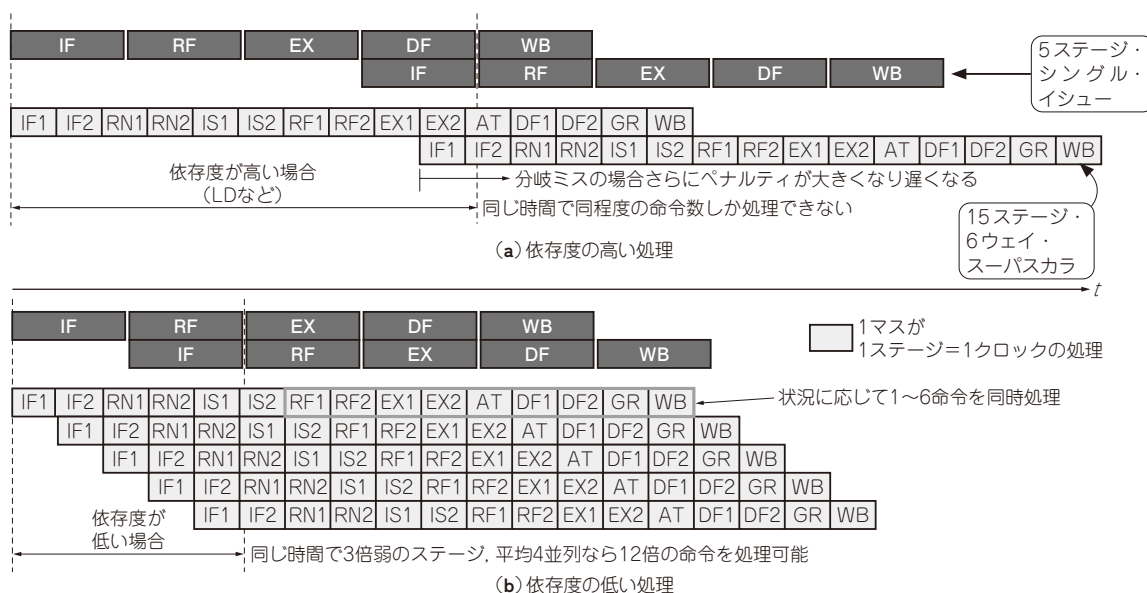 IF RF EX DF WB
IF RF EX DF WB
5ステージ・
シングル・
イシュー
IF1 IF2 RN1 RN2 IS1 IS2 RF1 RF2 EX1 EX2 AT DF1 DF2 GR WB
IF1 IF2 RN1 RN2 IS1 IS2 RF1 RF2 EX1 EX2 AT DF1 DF2 GR WB
依存度が高い場合
(LDなど)
分岐ミスの場合さらにペナルティが大きくなり遅くなる
同じ時間で同程度の命令数しか処理できない
15ステージ・
6ウェイ・
スーパスカラ
(a)依存度の高い処理
t
IF RF EX DF WB
IF RF EX DF WB
1マスが
1ステージ=1クロックの処理
IF1 IF2 RN1 RN2 IS1 IS2 RF1 RF2 EX1 EX2 AT DF1 DF2 GR WB
状況に応じて1〜6命令を同時処理
IF1 IF2 RN1 RN2 IS1 IS2 RF1 RF2 EX1 EX2 AT DF1 DF2 GR WB
IF1 IF2 RN1 RN2 IS1 IS2 RF1 RF2 EX1 EX2 AT DF1 DF2 GR WB
IF1 IF2 RN1 RN2 IS1 IS2 RF1 RF2 EX1 EX2 AT DF1 DF2 GR WB
IF1 IF2 RN1 RN2 IS1 IS2 RF1 RF2 EX1 EX2 AT DF1 DF2 GR WB
依存度が
低い場合
同じ時間で3倍弱のステージ,平均4並列なら12倍の命令を処理可能
(b)依存度の低い処理